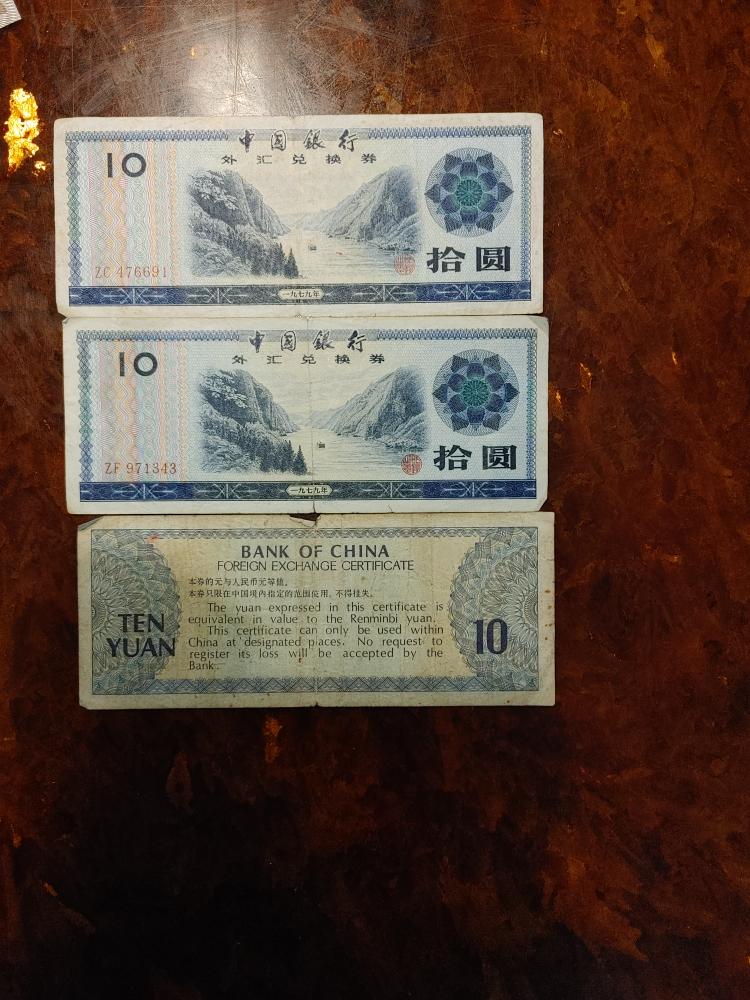 中国銀行
外汇兑换券
10
ZC 476691
拾圆
一九七九年
中国銀行
外汇兑换券
10
ZF 971343
拾圆
一九七九年
BANK OF CHINA
FOREIGN EXCHANGE CERTIFICATE
本券的元与人民币元等值。
本券只限在中国境内指定的范围使用,不得挂失。
The yuan expressed in this certificate is
equivalent in value to the Renminbi yuan.
This certificate can only be used within
China at designated places. No request to
register its loss will be accepted by the
Bank.
TEN
YUAN
10